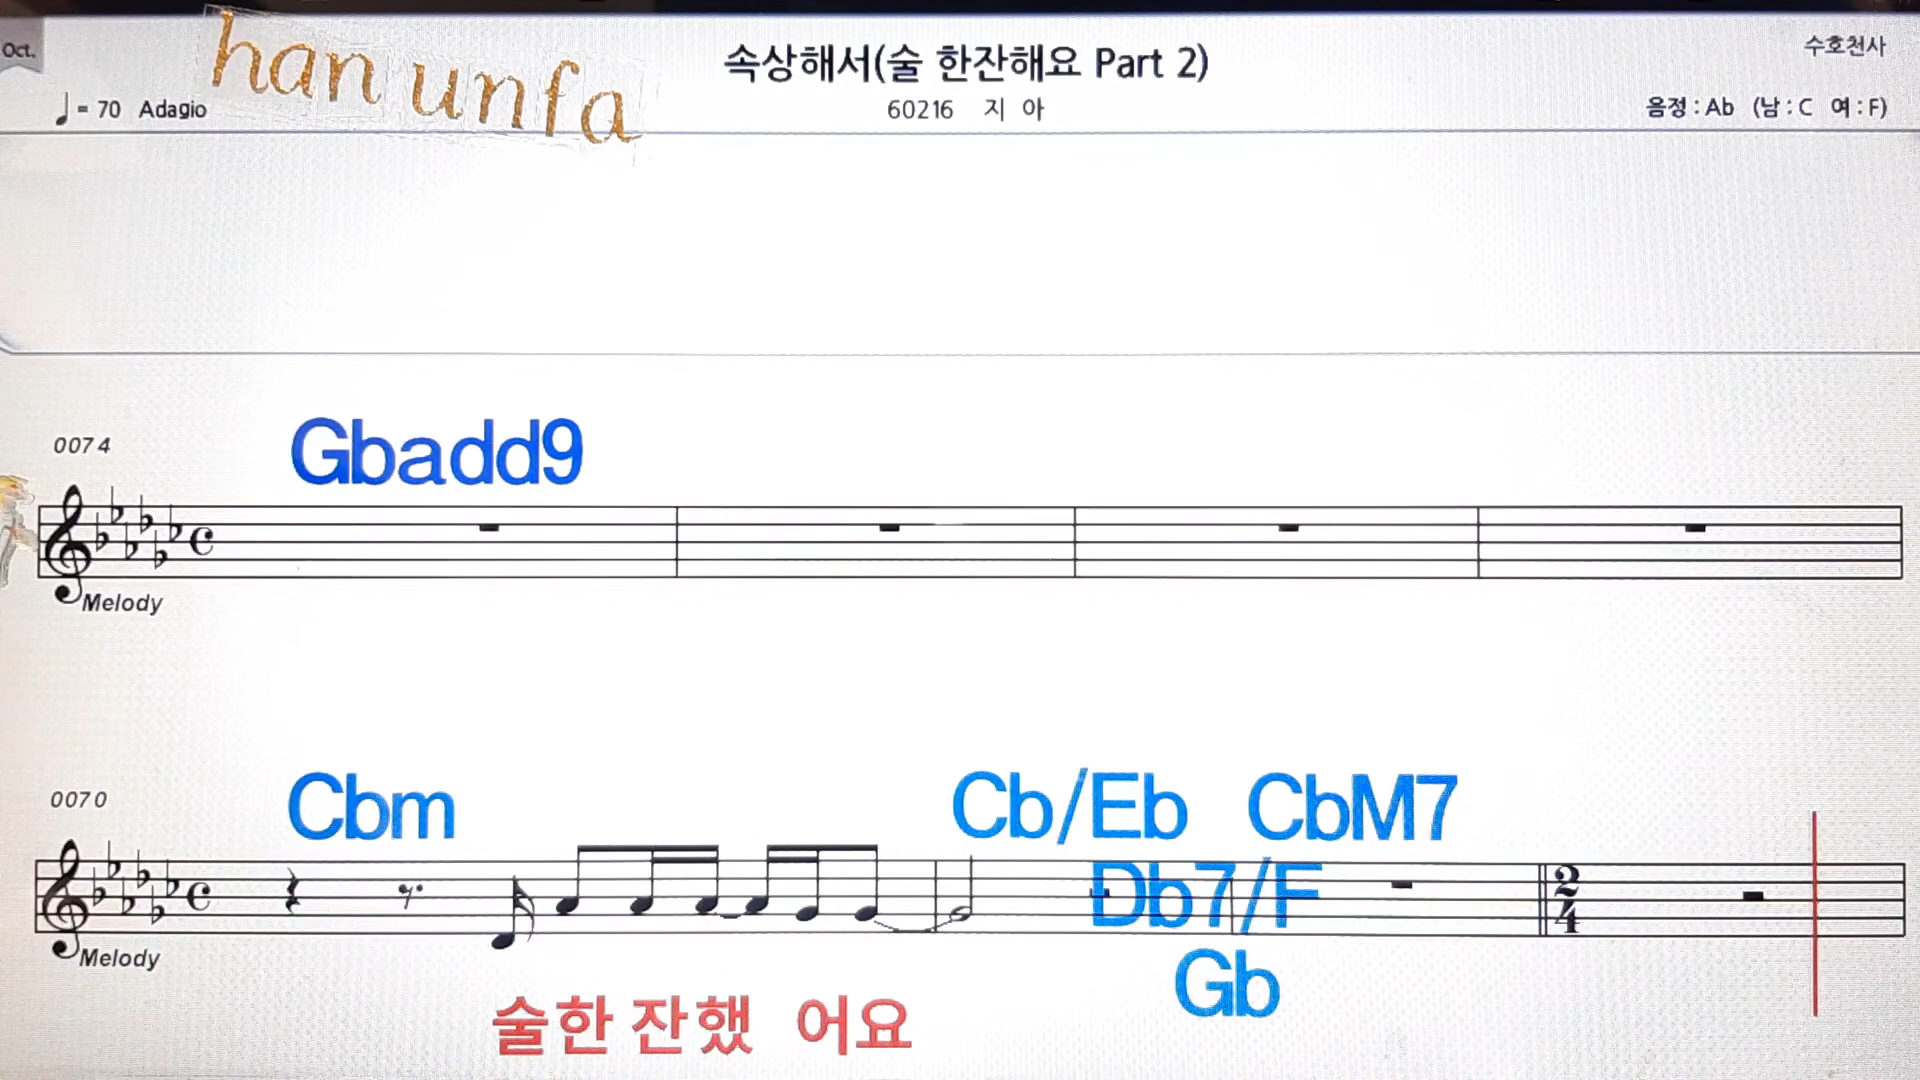 Oct.
han unfa
속상해서(술 한잔해요 Part 2)
수호천사
= 70 Adagio
60216 지 아
음정 : Ab (남 : C 여 : F)
0074
Gbadd9
Melody
0070
Cbm
Cb/Eb CbM7
Db7/F
2
4
Melody
Gb
술한 잔했 어요